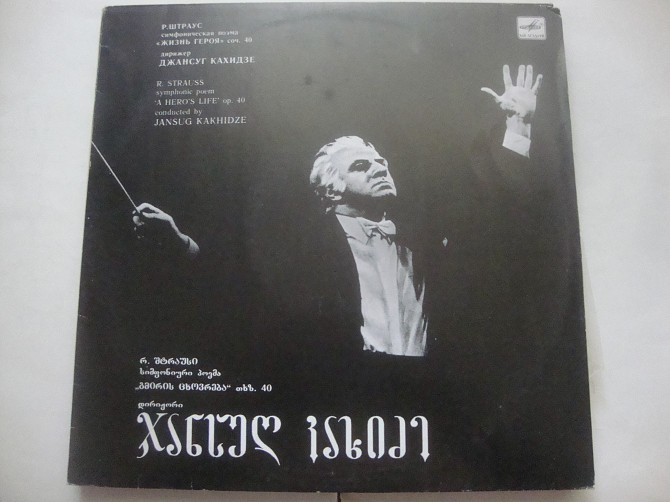 Р. ШТРАУС
симфоническая поэма
«ЖИЗНЬ ГЕРОЯ» соч. 40
дирижер
ДЖАНСУГ КАХИДЗЕ
R. STRAUSS
symphatic poem
'A HERO'S LIFE' op. 40
conducted by
JANSUG KAKHIDZE
რ. შტრაუსი
სიმფონიური პოემა
„გმირის ცხოვრება“ თხზ. 40
დირიჟორი
ჯანსუღ კახიძე